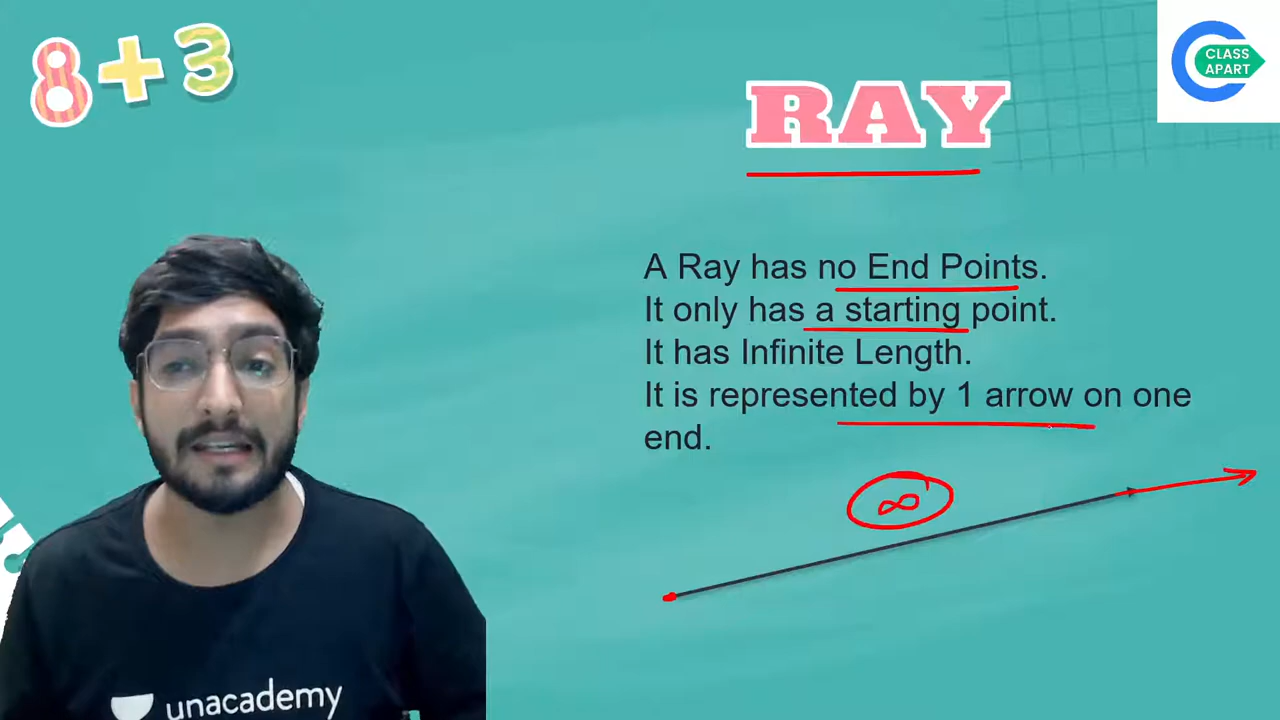 8+3
CLASS
APART
RAY
A Ray has no End Points.
It only has a starting point.
It has Infinite Length.
It is represented by 1 arrow on one
end.
∞
unacademy